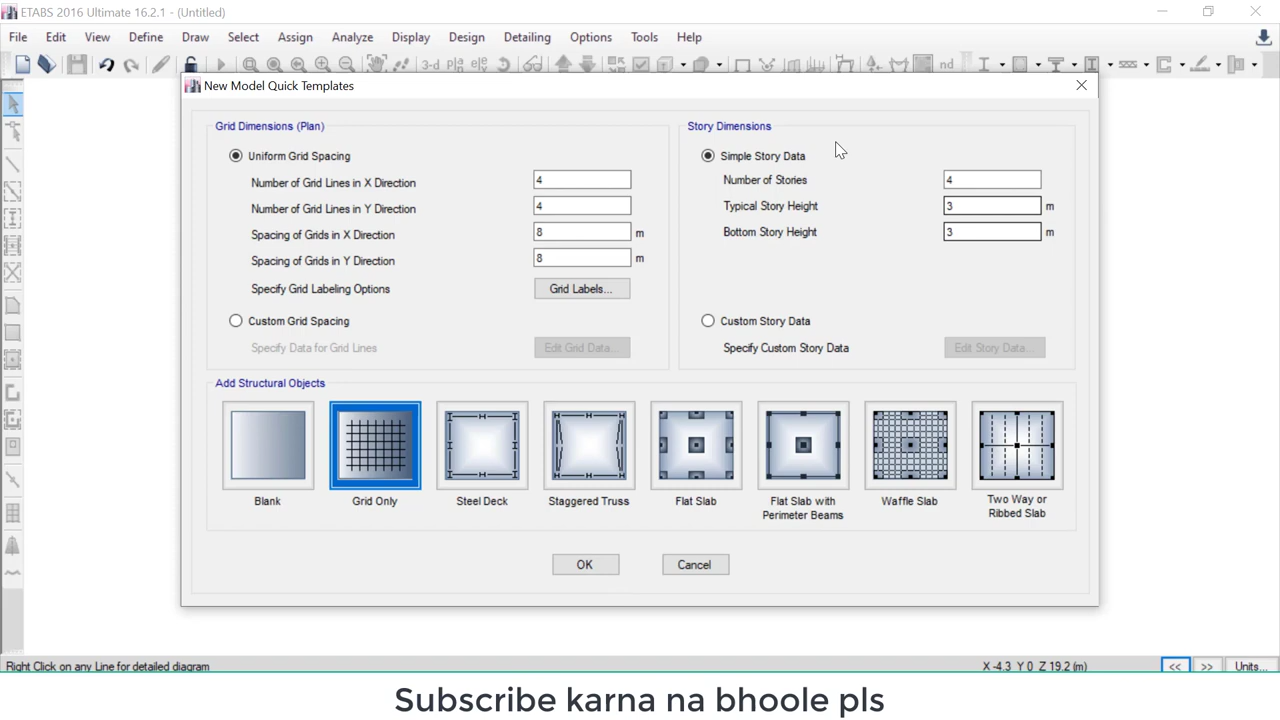 ETABS 2016 Ultimate 16.2.1 - (Untitled)
File Edit View Define Draw Select Assign Analyze Display Design Detailing Options Tools Help
3-d Pla ele nd
New Model Quick Templates
Grid Dimensions (Plan)
Uniform Grid Spacing
Number of Grid Lines in X Direction 4
Number of Grid Lines in Y Direction 4
Spacing of Grids in X Direction 8 m
Spacing of Grids in Y Direction 8 m
Specify Grid Labeling Options Grid Labels...
Custom Grid Spacing
Specify Data for Grid Lines Edit Grid Data...
Story Dimensions
Simple Story Data
Number of Stories 4
Typical Story Height 3 m
Bottom Story Height 3 m
Custom Story Data
Specify Custom Story Data Edit Story Data...
Add Structural Objects
Blank
Grid Only
Steel Deck
Staggered Truss
Flat Slab
Flat Slab with
Perimeter Beams
Waffle Slab
Two Way or
Ribbed Slab
OK Cancel
Right Click on any Line for detailed diagram X -4.3 Y 0 Z 19.2 (m) << >> Units...
Subscribe karna na bhoole pls